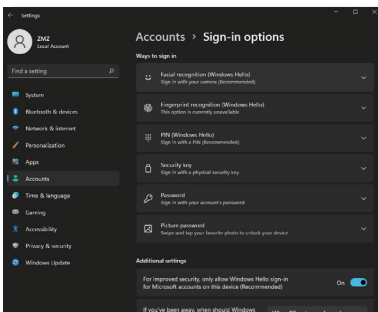 Settings
ZMZ
Local Account
Find a setting
System
Bluetooth & devices
Network & internet
Personalization
Apps
Accounts
Time & language
Gaming
Accessibility
Privacy & security
Windows Update
Accounts > Sign-in options
Ways to sign in
Facial recognition (Windows Hello)
Sign in with your camera (Recommended)
Fingerprint recognition (Windows Hello)
This option is currently unavailable
PIN (Windows Hello)
Sign in with a PIN (Recommended)
Security key
Sign in with a physical security key
Password
Sign in with your account's password
Picture password
Swipe and tap your favorite photo to unlock your device
Additional settings
For improved security, only allow Windows Hello sign-in
for Microsoft accounts on this device (Recommended)
On
If you've been away, when should Windows